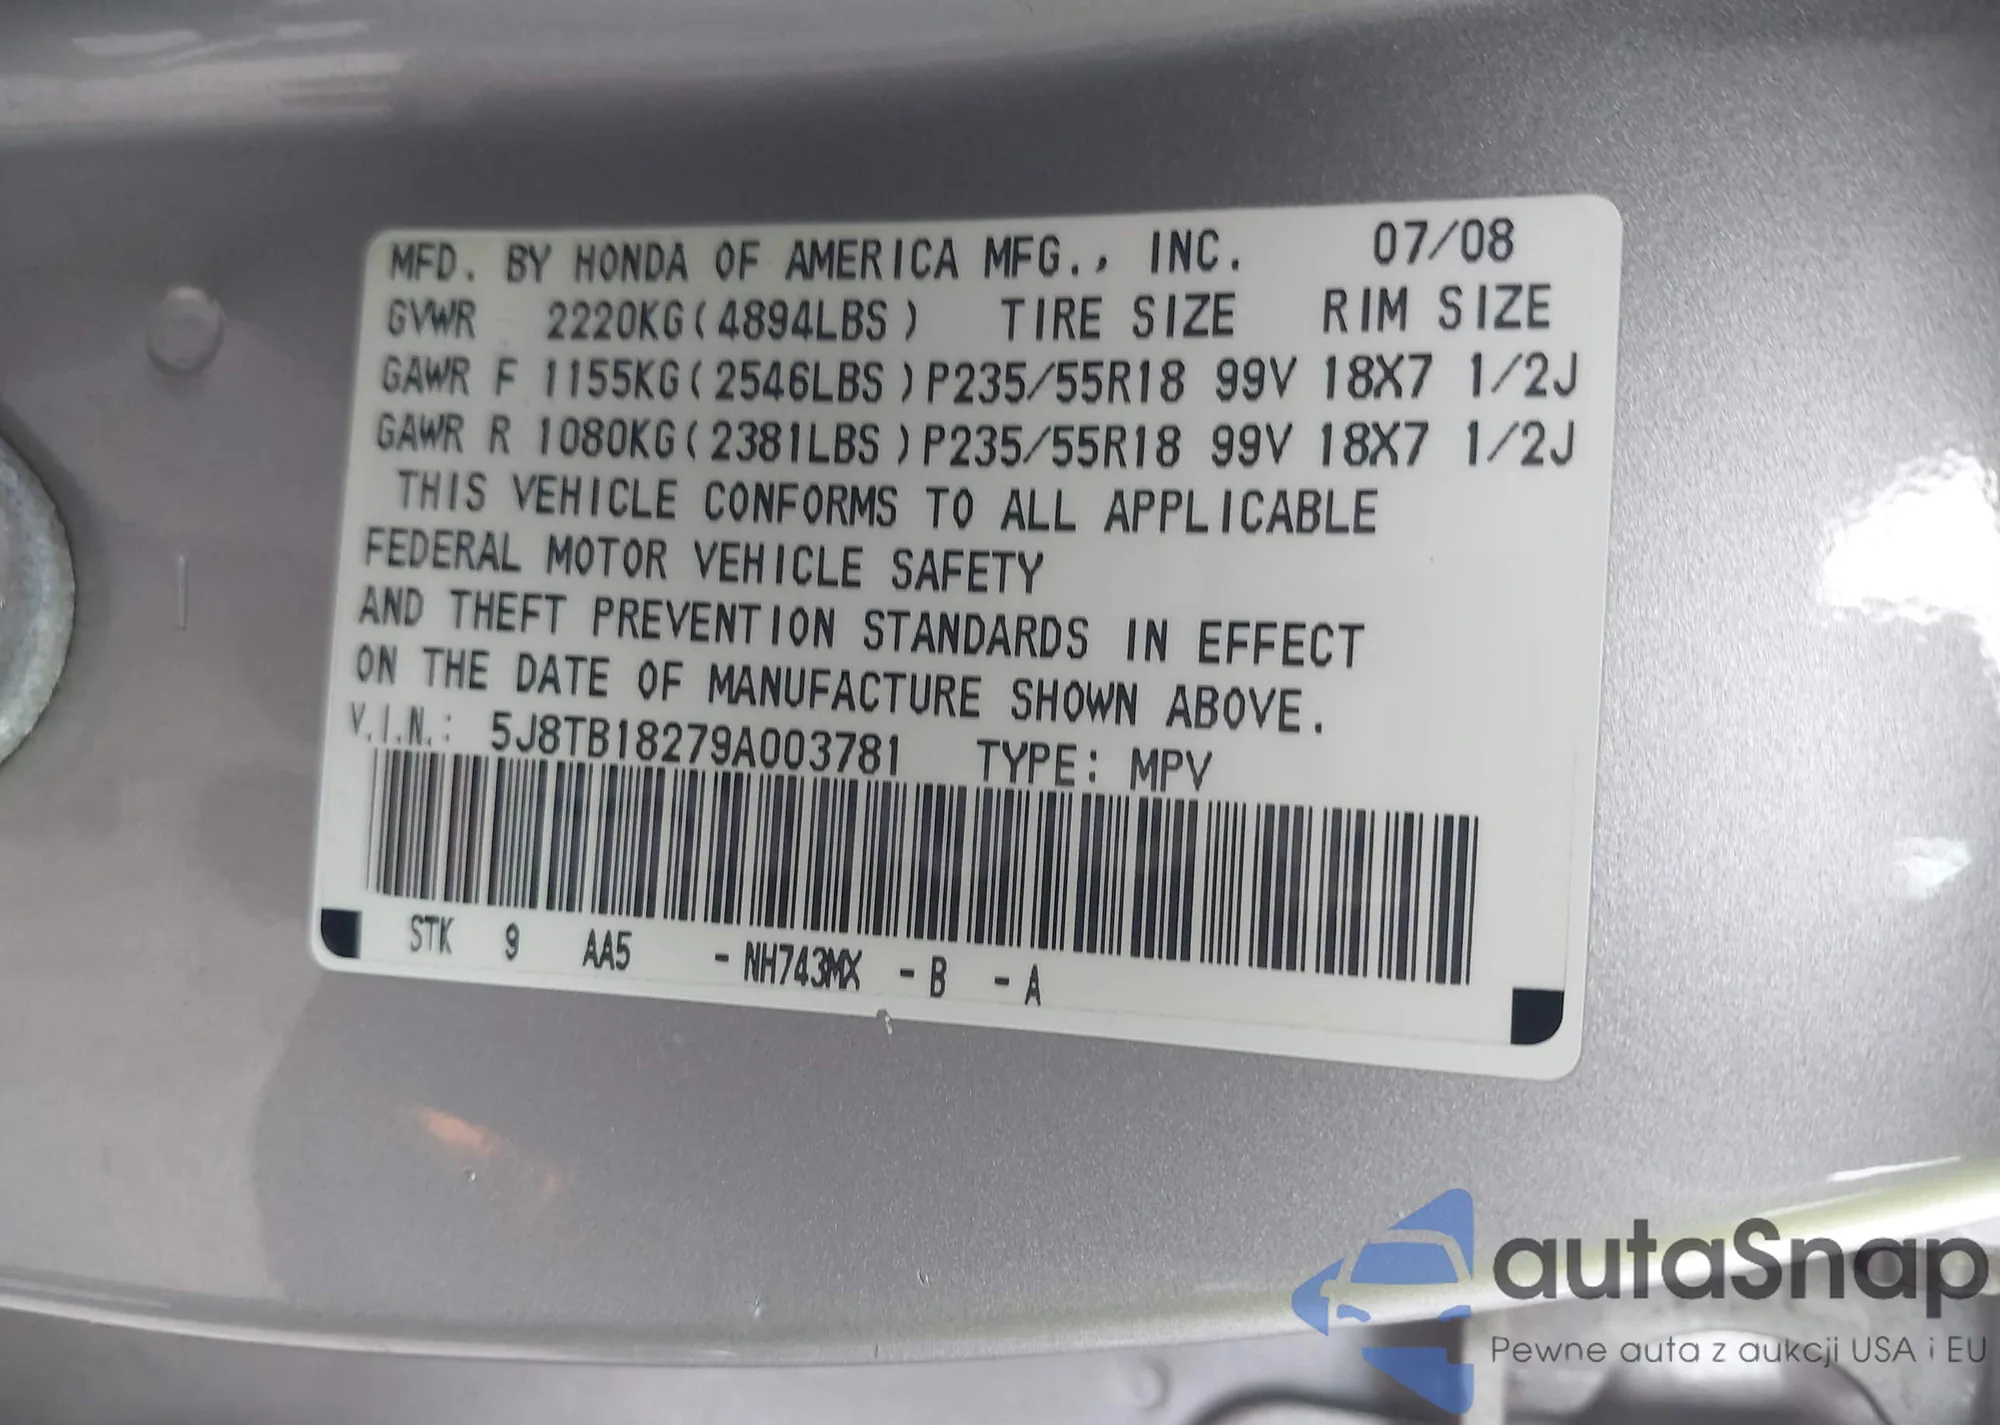 MFD. BY HONDA OF AMERICA MFG., INC. 07/08
GVWR 2220KG(4894LBS) TIRE SIZE RIM SIZE
GAWR F 1155KG(2546LBS)P235/55R18 99V 18X7 1/2J
GAWR R 1080KG(2381LBS)P235/55R18 99V 18X7 1/2J
THIS VEHICLE CONFORMS TO ALL APPLICABLE
FEDERAL MOTOR VEHICLE SAFETY
AND THEFT PREVENTION STANDARDS IN EFFECT
ON THE DATE OF MANUFACTURE SHOWN ABOVE.
V.I.N.: 5J8TB18279A003781 TYPE: MPV
STK 9 AA5 -NH743MX -B -A
autaSnap
Pewne auta z aukcji USA i EU